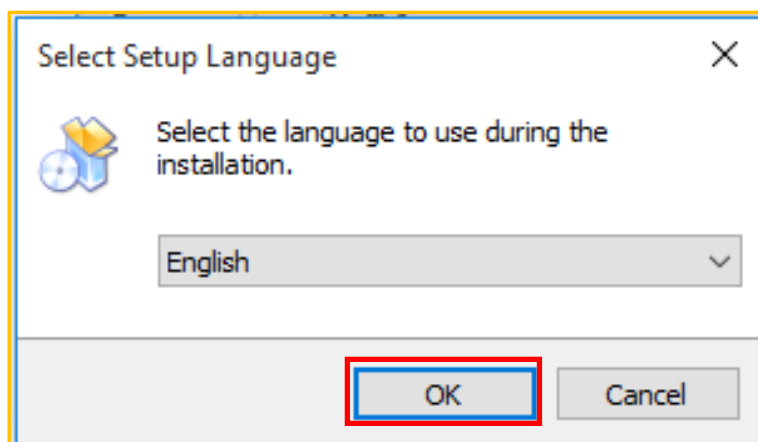 Select Setup Language
Select the language to use during the
installation.
English
OK
Cancel